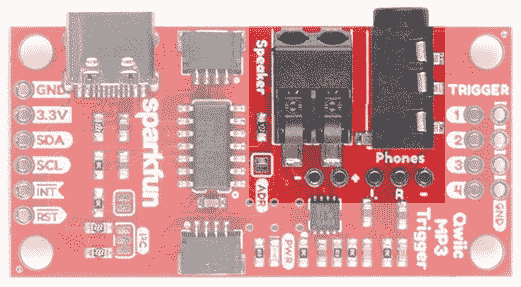 GND
3.3V
SDA
SCL
INT
RST
sparkfun
I²C
ADR
PWR
Speaker
Phones
- +
R -
TRIGGER
1
2
3
4
GND
Qwiic
MP3
Trigger